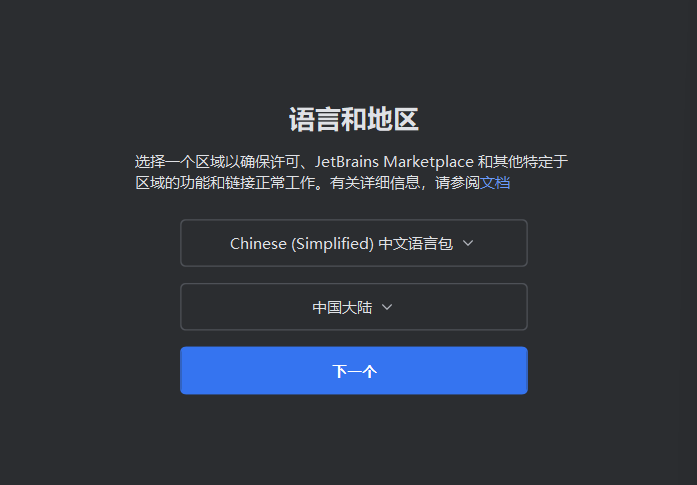 语言和地区
选择一个区域以确保许可、JetBrains Marketplace 和其他特定于
区域的功能和链接正常工作。有关详细信息，请参阅文档
Chinese (Simplified) 中文语言包
中国大陆
下一个